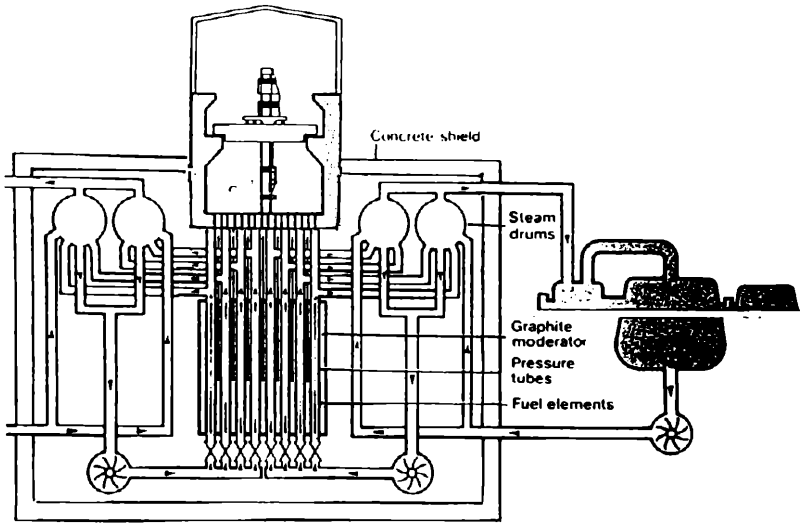 Concrete shield
Steam
drums
Graphite
moderator
Pressure
tubes
Fuel elements